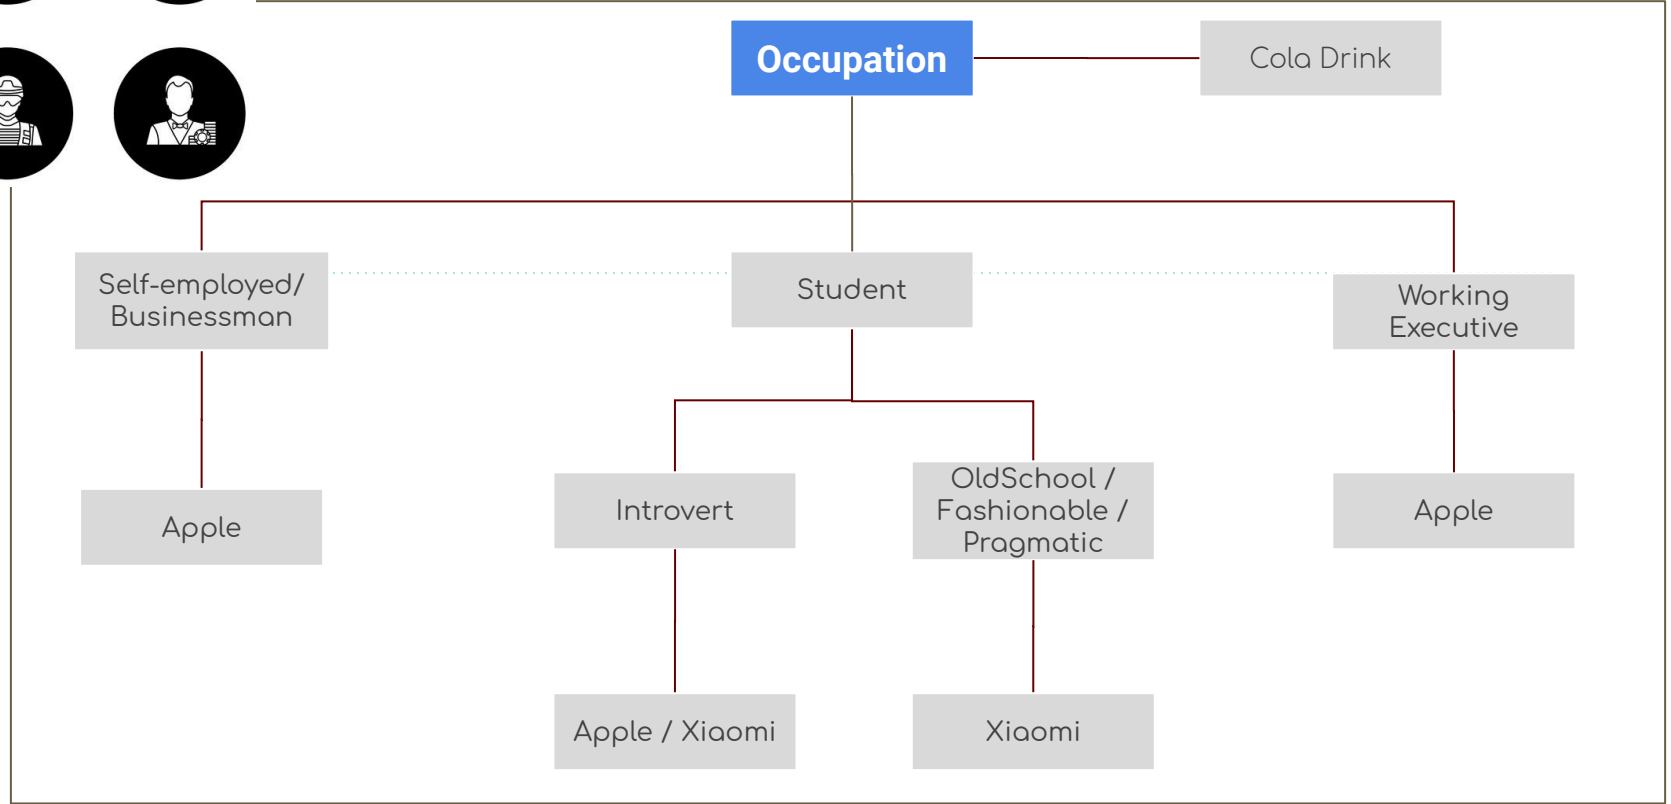 Occupation
Cola Drink
Self-employed/
Businessman
Student
Working
Executive
Apple
Introvert
OldSchool /
Fashionable /
Pragmatic
Apple
Apple / Xiaomi
Xiaomi